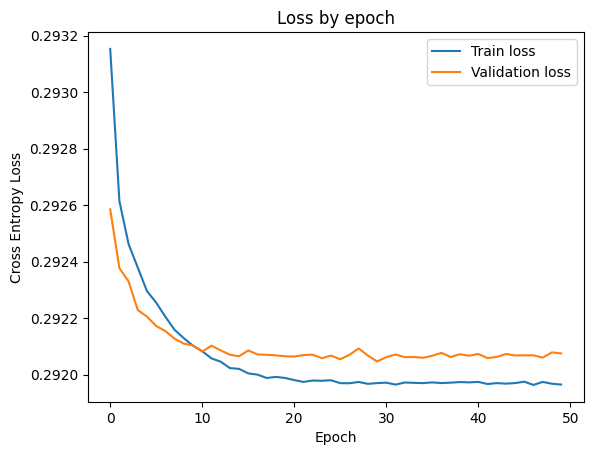 Loss by epoch
Train loss
Validation loss
Cross Entropy Loss
0.2932
0.2930
0.2928
0.2926
0.2924
0.2922
0.2920
0
10
20
30
40
50
Epoch